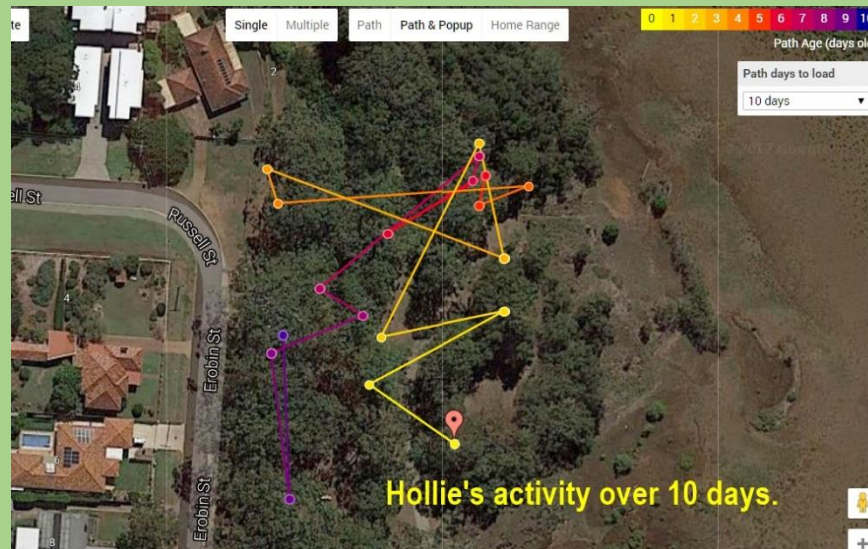 te
Single Multiple
Path Path & Popup Home Range
0 1 2 3 4 5 6 7 8 9 10
Path Age (days ol
Path days to load
10 days
2
ell St
Russell St
4
Erobin St
Erobin St
8
Hollie's activity over 10 days.